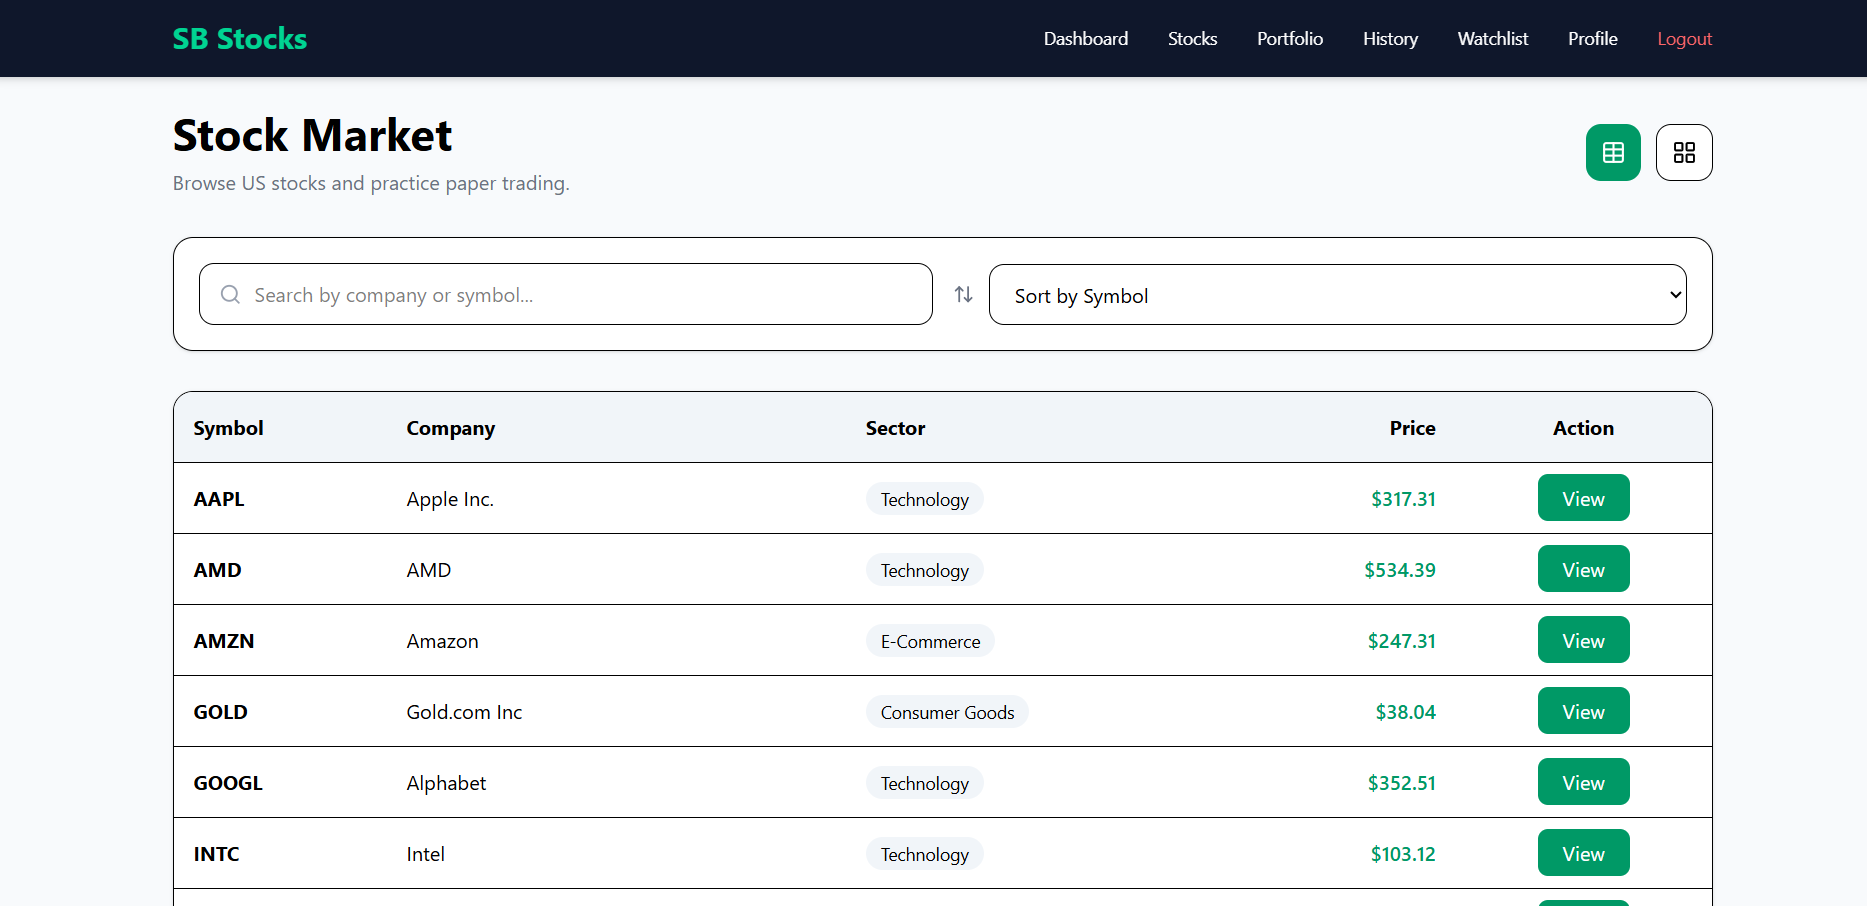 SB Stocks Dashboard Stocks Portfolio History Watchlist Profile Logout
Stock Market
Browse US stocks and practice paper trading.
Search by company or symbol...
Sort by Symbol
Symbol Company Sector Price Action
AAPL Apple Inc. Technology $317.31 View
AMD AMD Technology $534.39 View
AMZN Amazon E-Commerce $247.31 View
GOLD Gold.com Inc Consumer Goods $38.04 View
GOOGL Alphabet Technology $352.51 View
INTC Intel Technology $103.12 View